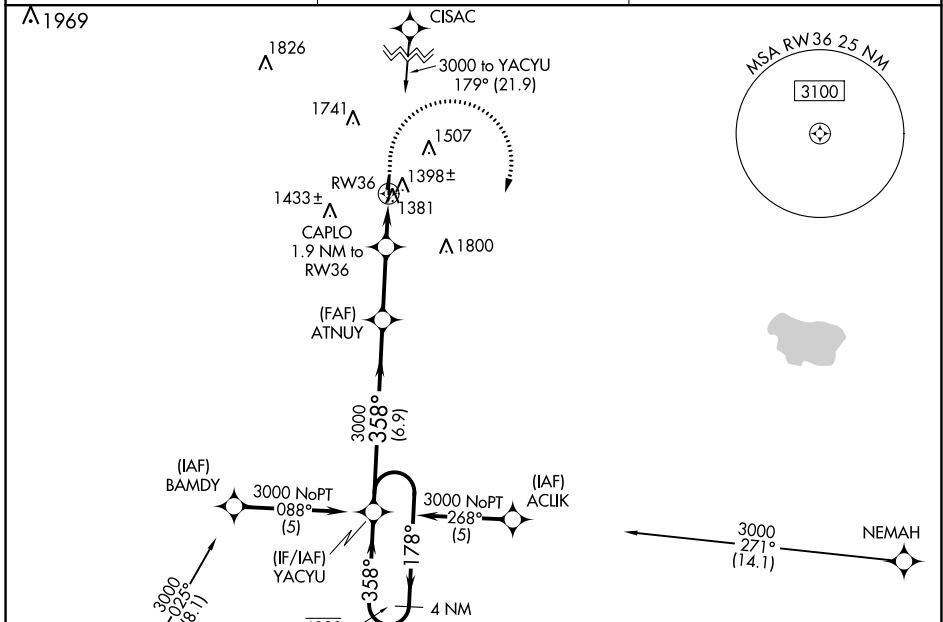 1969
CISAC
1826
3000 to YACYU
179° (21.9)
MSA RW36 25 NM
3100
1741
1507
RW36
1398±
1433±
1381
CAPLO
1.9 NM to
RW36
1800
(FAF)
ATNUY
3000
358°
(6.9)
(IAF)
BAMDY
3000 NoPT
088°
(5)
(IAF)
ACLIK
3000 NoPT
268°
(5)
NEMAH
3000
271°
(14.1)
(IF/IAF)
YACYU
358°
178°
4 NM
3000
025°
8.1)